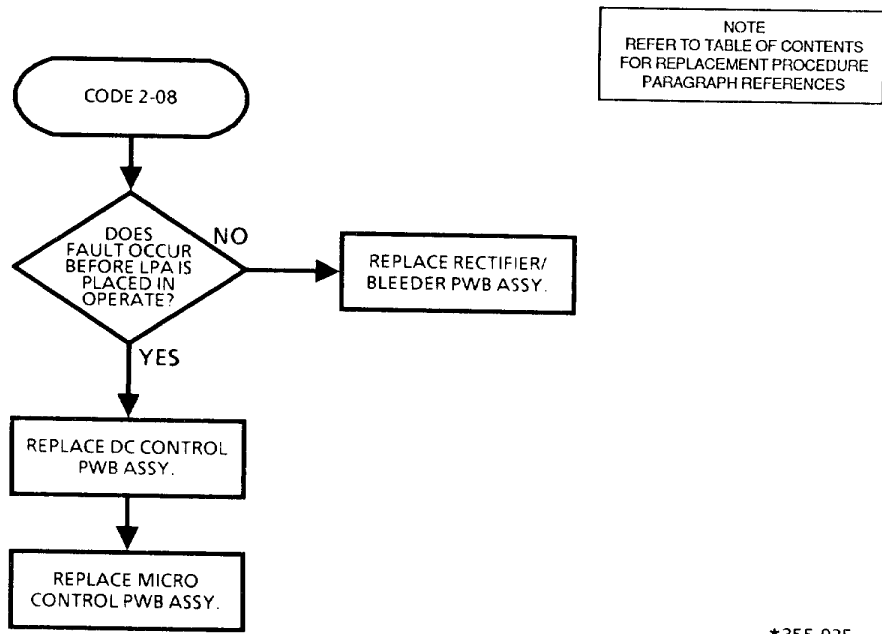 NOTE
REFER TO TABLE OF CONTENTS
FOR REPLACEMENT PROCEDURE
PARAGRAPH REFERENCES
CODE 2-08
DOES
FAULT OCCUR
BEFORE LPA IS
PLACED IN
OPERATE?
NO
REPLACE RECTIFIER/
BLEEDER PWB ASSY.
YES
REPLACE DC CONTROL
PWB ASSY.
REPLACE MICRO
CONTROL PWB ASSY.